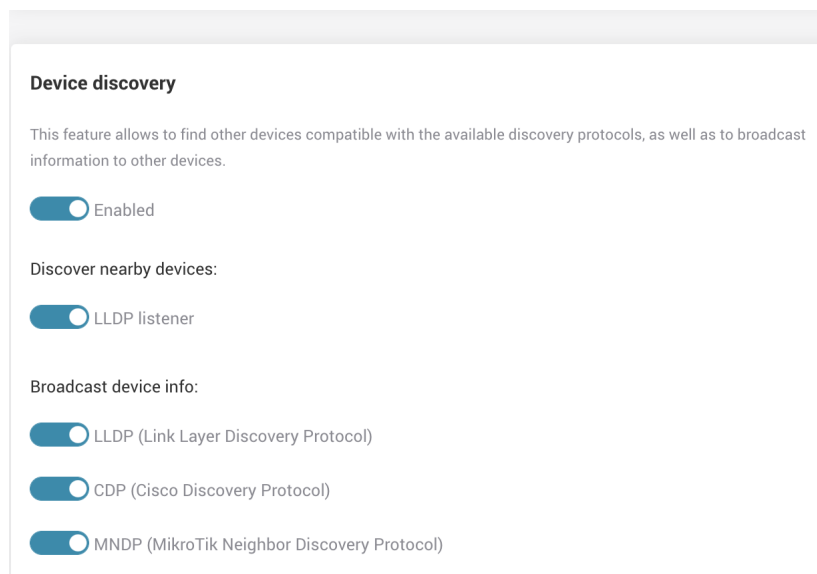 Device discovery
This feature allows to find other devices compatible with the available discovery protocols, as well as to broadcast
information to other devices.
Enabled
Discover nearby devices:
LLDP listener
Broadcast device info:
LLDP (Link Layer Discovery Protocol)
CDP (Cisco Discovery Protocol)
MNDP (MikroTik Neighbor Discovery Protocol)